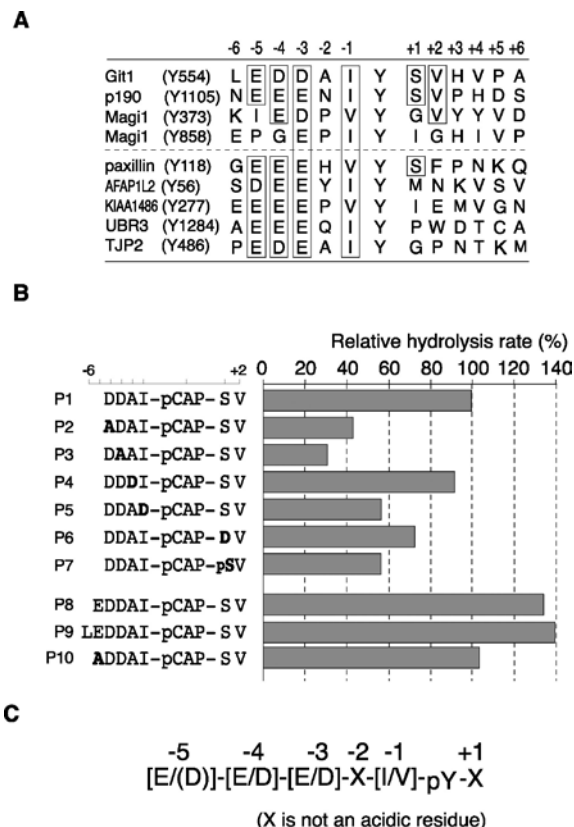 A
-6 -5 -4 -3 -2 -1 +1 +2 +3 +4 +5 +6
Git1 (Y554) L E D D A I Y S V H V P A
p190 (Y1105) N E E E N I Y S V P H D S
Magi1 (Y373) K I E D P V Y G V Y Y V D
Magi1 (Y858) E P G E P I Y I G H I V P
paxillin (Y118) G E E E H V Y S F P N K Q
AFAP1L2 (Y56) S D E E Y I Y M N K V S V
KIAA1486 (Y277) E E E E P V Y I E M V G N
UBR3 (Y1284) E A E E Q I Y P W D T C A
TJP2 (Y486) P E D E A I Y G P N T K M
B
Relative hydrolysis rate (%)
-6 +2 0 20 40 60 80 100 120 140
P1 DDAI-pCAP-SV
P2 ADAI-pCAP-SV
P3 DAAI-pCAP-SV
P4 DDDI-pCAP-SV
P5 DDAD-pCAP-SV
P6 DDAI-pCAP-DV
P7 DDAI-pCAP-pSV
P8 EDDAI-pCAP-SV
P9 LEDDAI-pCAP-SV
P10 ADDAI-pCAP-SV
C
-5 -4 -3 -2 -1 +1
[E/(D)]-[E/D]-[E/D]-X-[I/V]-pY-X
(X is not an acidic residue)